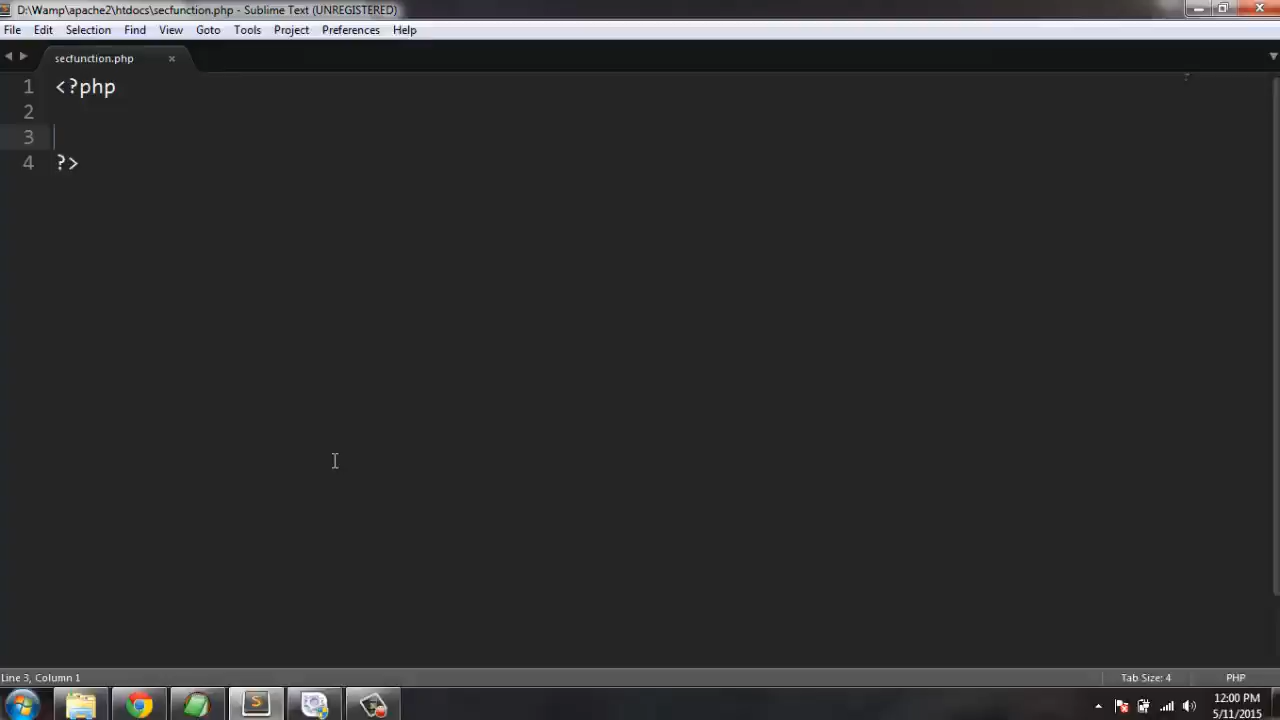 D:\Wamp\apache2\htdocs\secfunction.php - Sublime Text (UNREGISTERED)
File Edit Selection Find View Goto Tools Project Preferences Help
secfunction.php ×
1 <?php
2
3
4 ?>
Line 3, Column 1 Tab Size: 4 PHP
12:00 PM
5/11/2015